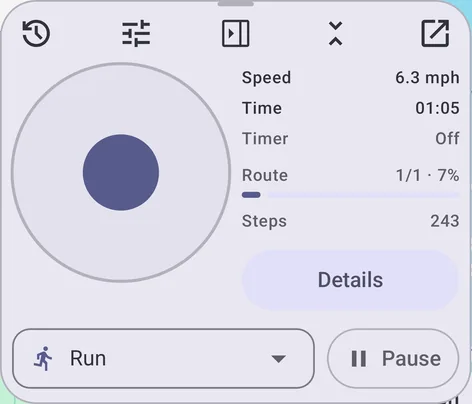 Speed 6.3 mph
Time 01:05
Timer Off
Route 1/1 · 7%
Steps 243
Details
Run Pause